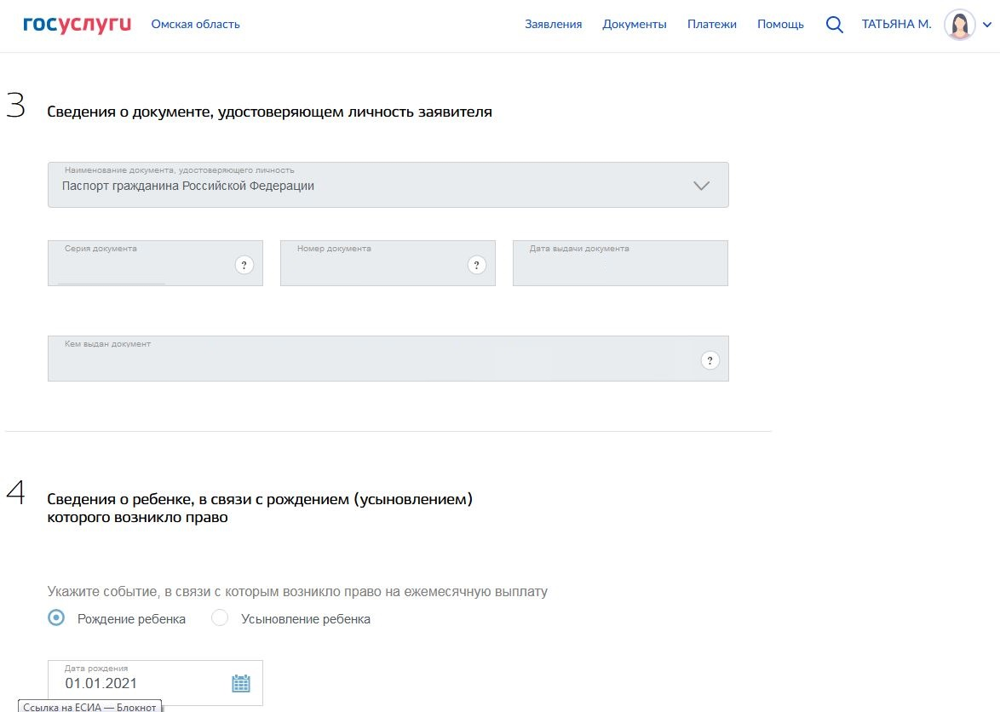 госуслуги Омская область Заявления Документы Платежи Помощь ТАТЬЯНА М.
3 Сведения о документе, удостоверяющем личность заявителя
Наименование документа, удостоверяющего личность
Паспорт гражданина Российской Федерации
Серия документа ? Номер документа ? Дата выдачи документа
Кем выдан документ ?
4 Сведения о ребенке, в связи с рождением (усыновлением)
которого возникло право
Укажите событие, в связи с которым возникло право на ежемесячную выплату
Рождение ребенка Усыновление ребенка
Дата рождения
01.01.2021
Ссылка на ЕСИА — Блокнот